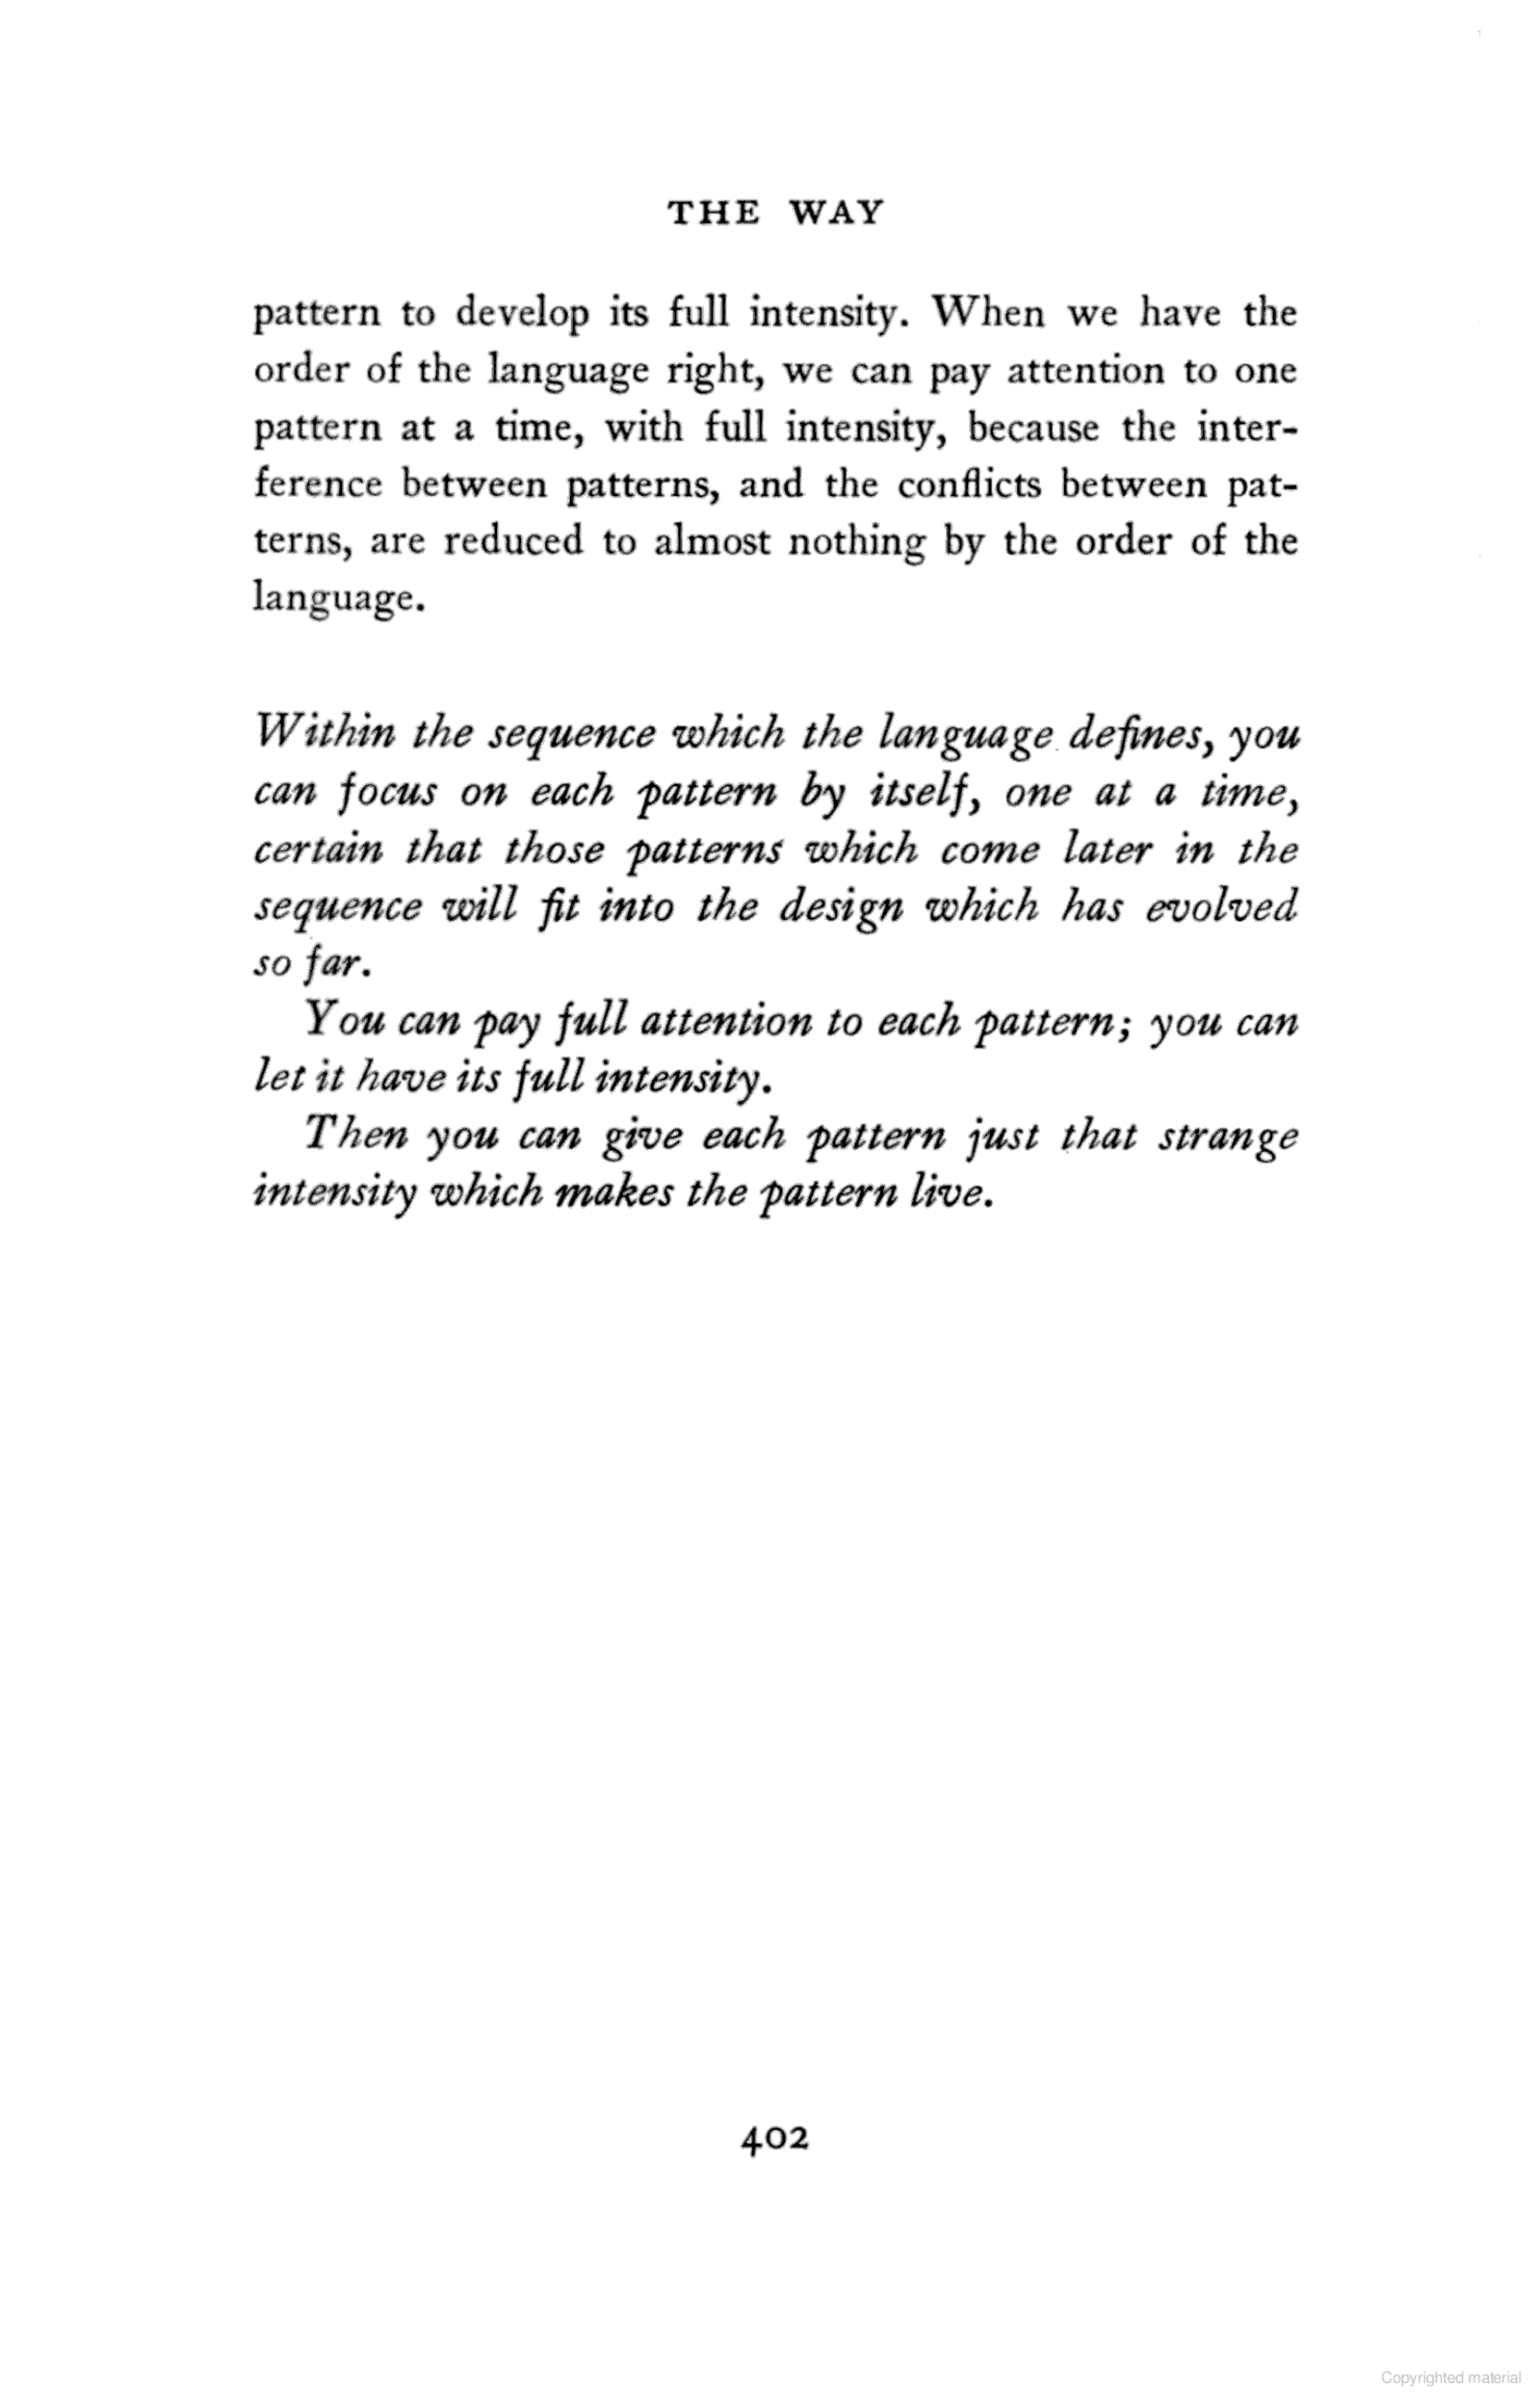 THE WAY
pattern to develop its full intensity. When we have the
order of the language right, we can pay attention to one
pattern at a time, with full intensity, because the inter-
ference between patterns, and the conflicts between pat-
terns, are reduced to almost nothing by the order of the
language.
Within the sequence which the language defines, you
can focus on each pattern by itself, one at a time,
certain that those patterns which come later in the
sequence will fit into the design which has evolved
so far.
You can pay full attention to each pattern; you can
let it have its full intensity.
Then you can give each pattern just that strange
intensity which makes the pattern live.
402
Copyrighted material